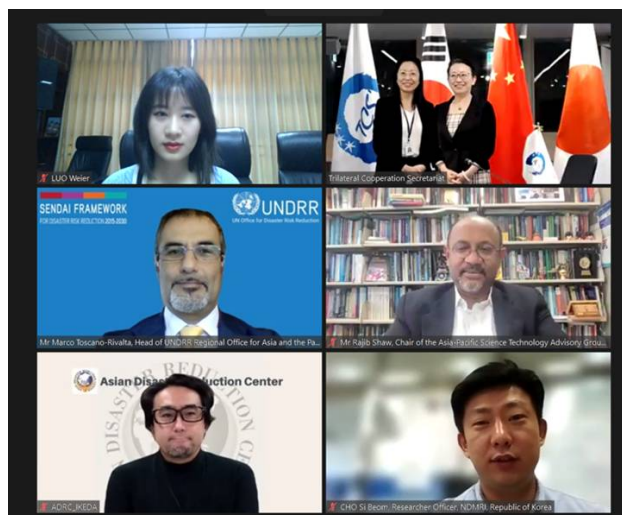 LUO Weier
TCS
Trilateral Cooperation Secretariat
SENDAI FRAMEWORK
FOR DISASTER RISK REDUCTION 2015-2030
UNDRR
UN Office for Disaster Risk Reduction
Mr Marco Toscano-Rivalta, Head of UNDRR Regional Office for Asia and the Pa...
Mr Rajib Shaw, Chair of the Asia-Pacific Science Technology Advisory Grou...
Asian Disaster Reduction Center
ADRC_IKEDA
CHO Si Beom, Researcher Officer, NDMRI, Republic of Korea